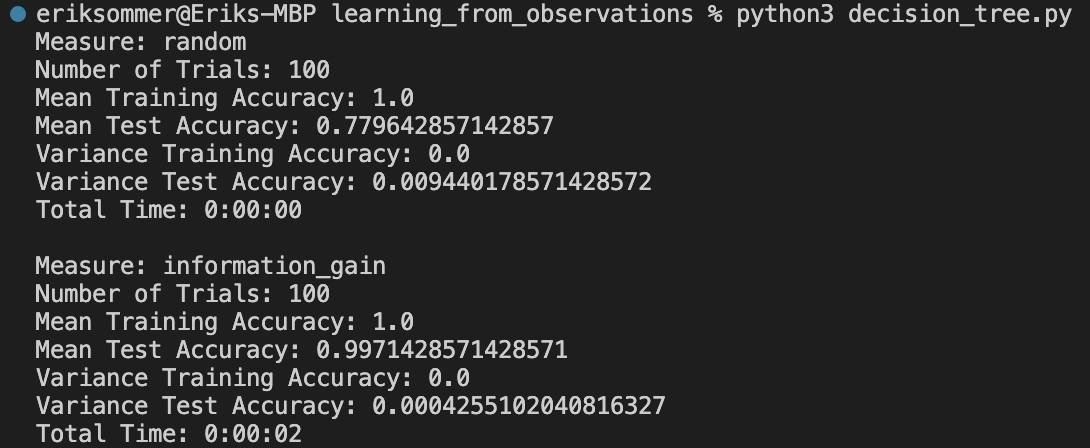 eriksommer@Eriks-MBP learning_from_observations % python3 decision_tree.py
Measure: random
Number of Trials: 100
Mean Training Accuracy: 1.0
Mean Test Accuracy: 0.779642857142857
Variance Training Accuracy: 0.0
Variance Test Accuracy: 0.009440178571428572
Total Time: 0:00:00
Measure: information_gain
Number of Trials: 100
Mean Training Accuracy: 1.0
Mean Test Accuracy: 0.9971428571428571
Variance Training Accuracy: 0.0
Variance Test Accuracy: 0.0004255102040816327
Total Time: 0:00:02